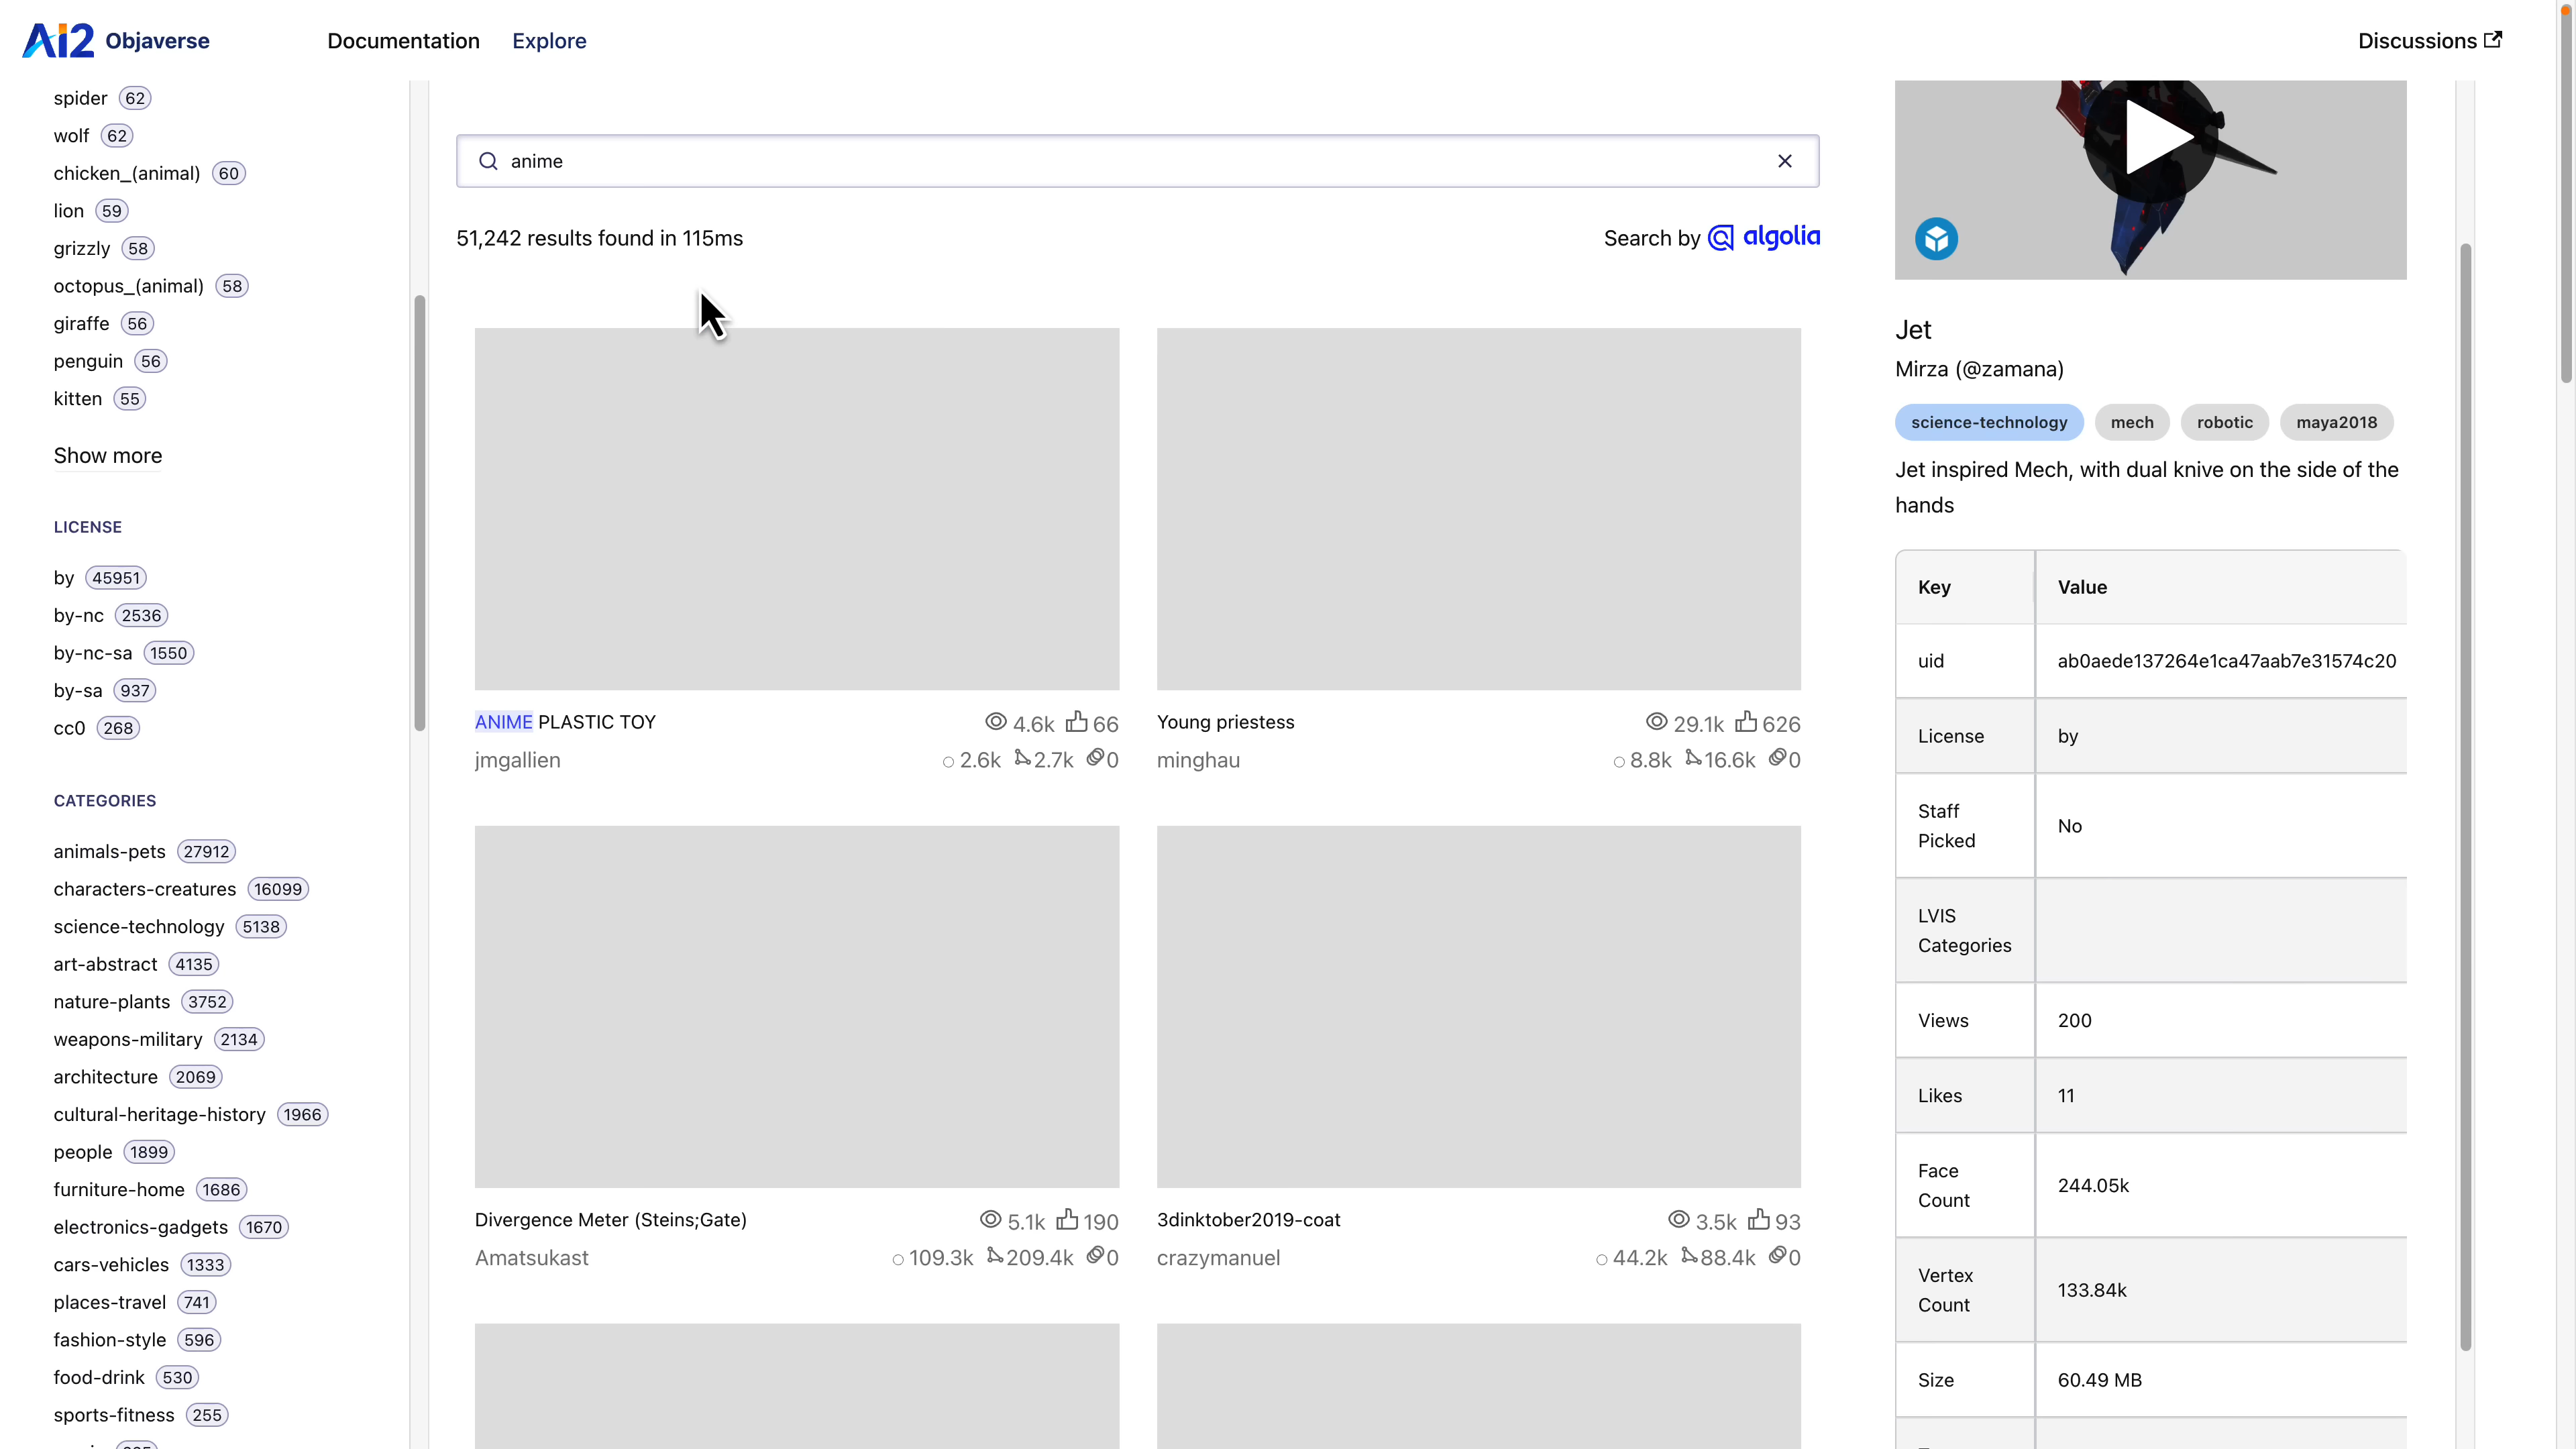 Ai2 Objaverse
Documentation
Explore
Discussions
spider 62
wolf 62
chicken_(animal) 60
lion 59
grizzly 58
octopus_(animal) 58
giraffe 56
penguin 56
kitten 55
Show more
LICENSE
by 45951
by-nc 2536
by-nc-sa 1550
by-sa 937
cc0 268
CATEGORIES
animals-pets 27912
characters-creatures 16099
science-technology 5138
art-abstract 4135
nature-plants 3752
weapons-military 2134
architecture 2069
cultural-heritage-history 1966
people 1899
furniture-home 1686
electronics-gadgets 1670
cars-vehicles 1333
places-travel 741
fashion-style 596
food-drink 530
sports-fitness 255
anime
51,242 results found in 115ms
Search by algolia
ANIME PLASTIC TOY 4.6k 66
jmgallien 2.6k 2.7k 0
Young priestess 29.1k 626
minghau 8.8k 16.6k 0
Divergence Meter (Steins;Gate) 5.1k 190
Amatsukast 109.3k 209.4k 0
3dinktober2019-coat 3.5k 93
crazymanuel 44.2k 88.4k 0
Jet
Mirza (@zamana)
science-technology mech robotic maya2018
Jet inspired Mech, with dual knive on the side of the
hands
Key Value
uid ab0aede137264e1ca47aab7e31574c20
License by
Staff
Picked
No
LVIS
Categories
Views 200
Likes 11
Face
Count
244.05k
Vertex
Count
133.84k
Size 60.49 MB